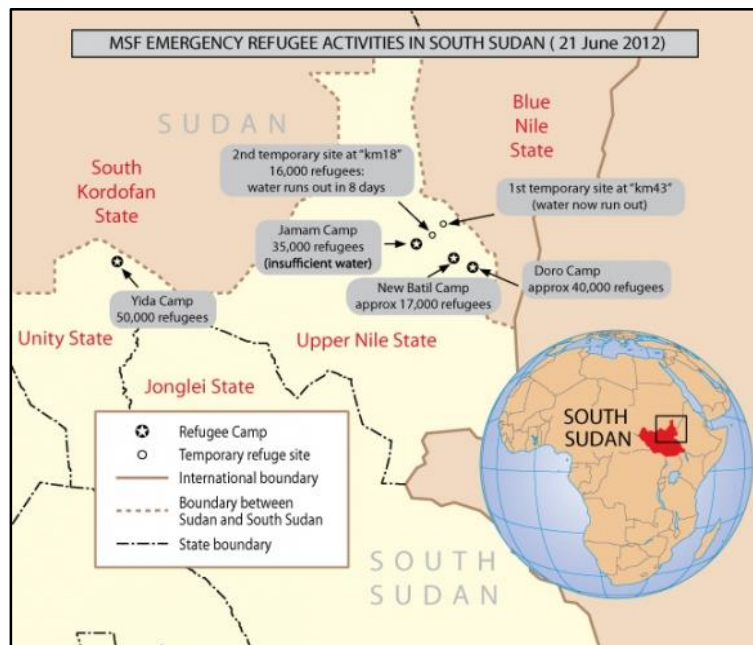 MSF EMERGENCY REFUGEE ACTIVITIES IN SOUTH SUDAN ( 21 June 2012)
SUDAN
Blue
Nile
State
2nd temporary site at "km18"
16,000 refugees:
water runs out in 8 days
South
Kordofan
State
1st temporary site at "km43"
(water now run out)
Jamam Camp
35,000 refugees
(insufficient water)
Doro Camp
approx 40,000 refugees
New Batil Camp
approx 17,000 refugees
Yida Camp
50,000 refugees
Unity State
Upper Nile State
Jonglei State
Refugee Camp
Temporary refuge site
International boundary
Boundary between
Sudan and South Sudan
State boundary
SOUTH
SUDAN
SOUTH
SUDAN